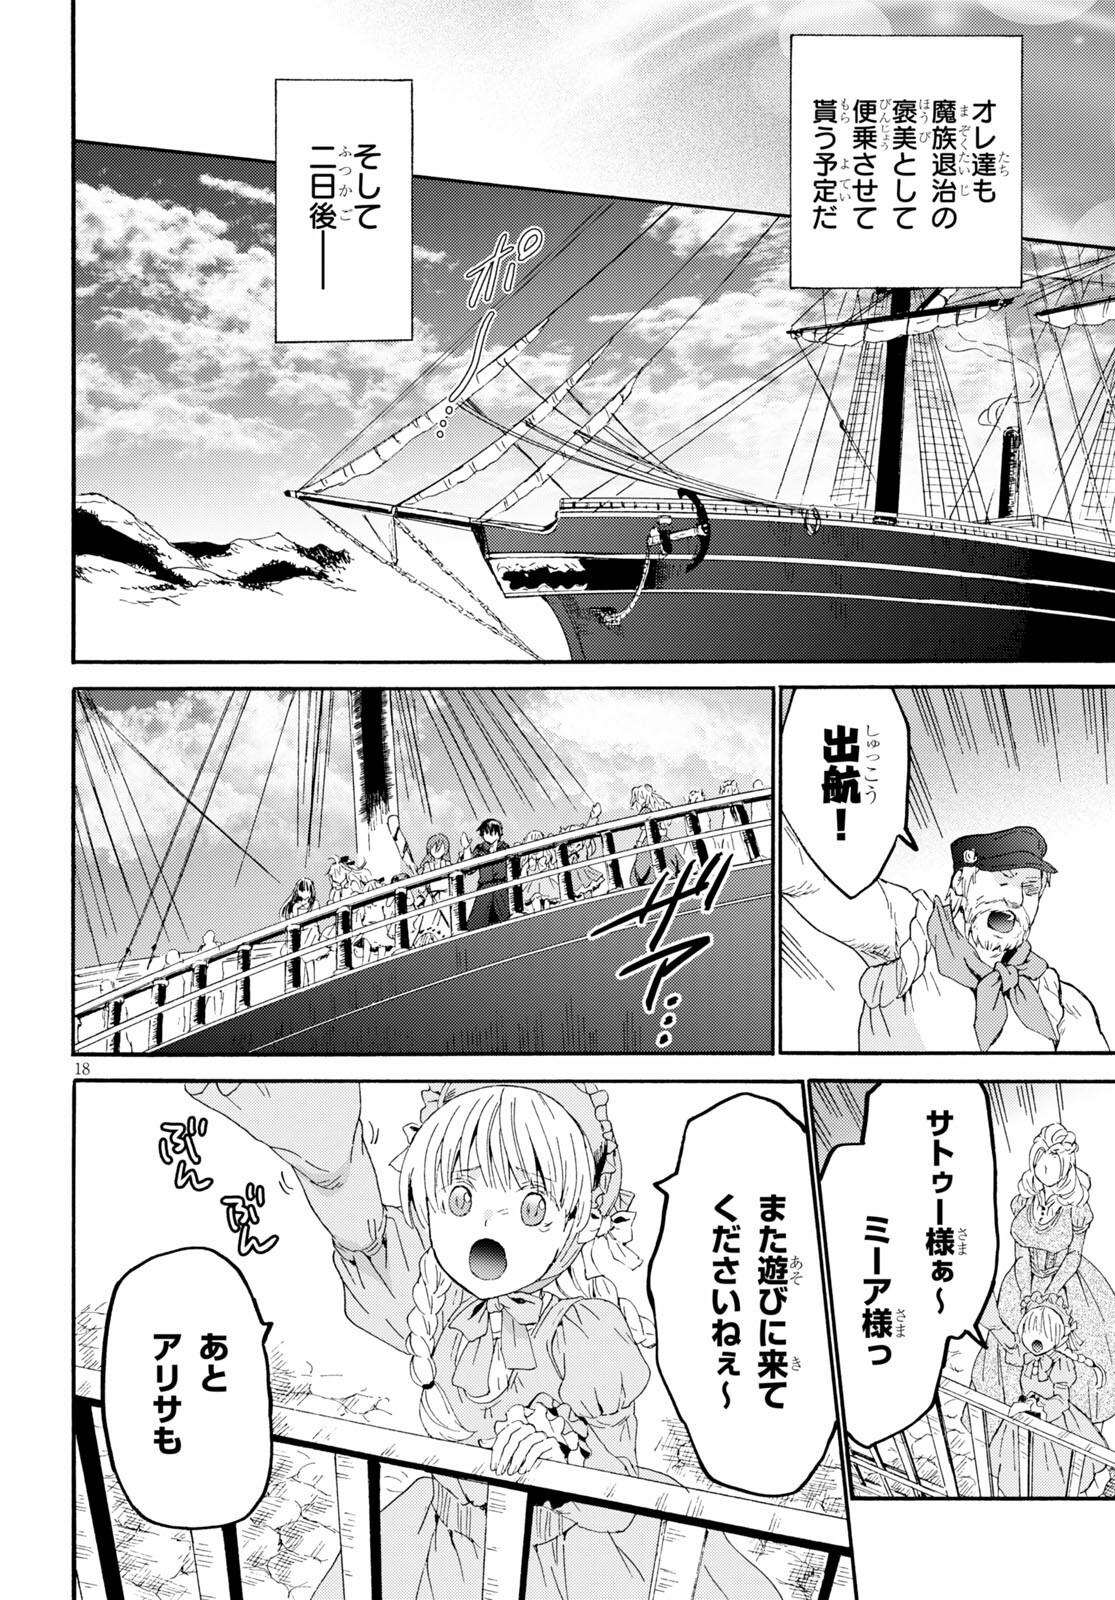 オレ達も
魔族退治の
褒美として
便乗させて
貰う予定だ
そして
二日後──
ポポ。。。
出航！
ザザァ…
サトゥー様ぁ～
ミーア様っ
また遊びに来て
くださいねぇ～
ぶんぶん
あと
アリサも
18